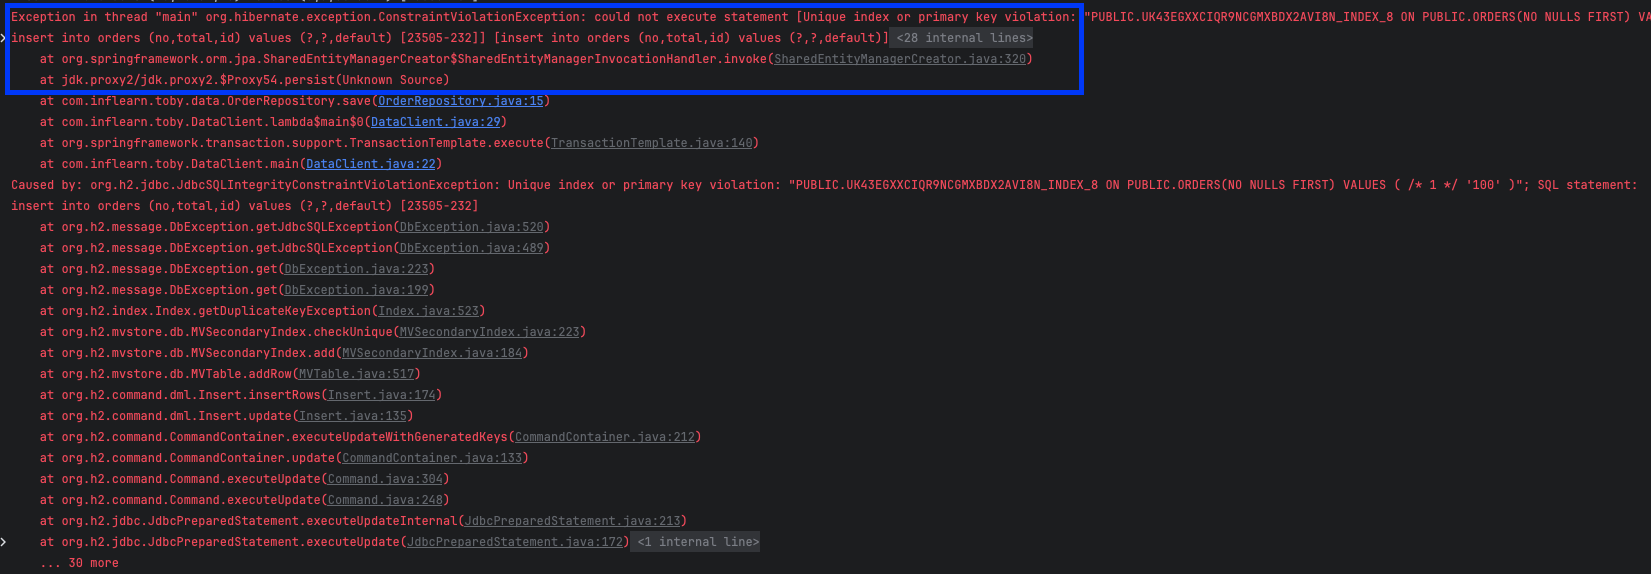 Exception in thread "main" org.hibernate.exception.ConstraintViolationException: could not execute statement [Unique index or primary key violation: "PUBLIC.UK43EGXXCIQR9NCGMXBDX2AVI8N_INDEX_8 ON PUBLIC.ORDERS(NO NULLS FIRST) VA
insert into orders (no,total,id) values (?,?,default) [23505-232]] [insert into orders (no,total,id) values (?,?,default)] <28 internal lines>
at org.springframework.orm.jpa.SharedEntityManagerCreator$SharedEntityManagerInvocationHandler.invoke(SharedEntityManagerCreator.java:320)
at jdk.proxy2/jdk.proxy2.$Proxy54.persist(Unknown Source)
at com.inflearn.toby.data.OrderRepository.save(OrderRepository.java:15)
at com.inflearn.toby.DataClient.lambda$main$0(DataClient.java:29)
at org.springframework.transaction.support.TransactionTemplate.execute(TransactionTemplate.java:140)
at com.inflearn.toby.DataClient.main(DataClient.java:22)
Caused by: org.h2.jdbc.JdbcSQLIntegrityConstraintViolationException: Unique index or primary key violation: "PUBLIC.UK43EGXXCIQR9NCGMXBDX2AVI8N_INDEX_8 ON PUBLIC.ORDERS(NO NULLS FIRST) VALUES ( /* 1 */ '100' )"; SQL statement:
insert into orders (no,total,id) values (?,?,default) [23505-232]
at org.h2.message.DbException.getJdbcSQLException(DbException.java:520)
at org.h2.message.DbException.getJdbcSQLException(DbException.java:489)
at org.h2.message.DbException.get(DbException.java:223)
at org.h2.message.DbException.get(DbException.java:199)
at org.h2.index.Index.getDuplicateKeyException(Index.java:523)
at org.h2.mvstore.db.MVSecondaryIndex.checkUnique(MVSecondaryIndex.java:223)
at org.h2.mvstore.db.MVSecondaryIndex.add(MVSecondaryIndex.java:184)
at org.h2.mvstore.db.MVTable.addRow(MVTable.java:517)
at org.h2.command.dml.Insert.insertRows(Insert.java:174)
at org.h2.command.dml.Insert.update(Insert.java:135)
at org.h2.command.CommandContainer.executeUpdateWithGeneratedKeys(CommandContainer.java:212)
at org.h2.command.CommandContainer.update(CommandContainer.java:133)
at org.h2.command.Command.executeUpdate(Command.java:304)
at org.h2.command.Command.executeUpdate(Command.java:248)
at org.h2.jdbc.JdbcPreparedStatement.executeUpdateInternal(JdbcPreparedStatement.java:213)
at org.h2.jdbc.JdbcPreparedStatement.executeUpdate(JdbcPreparedStatement.java:172) <1 internal line>
... 30 more